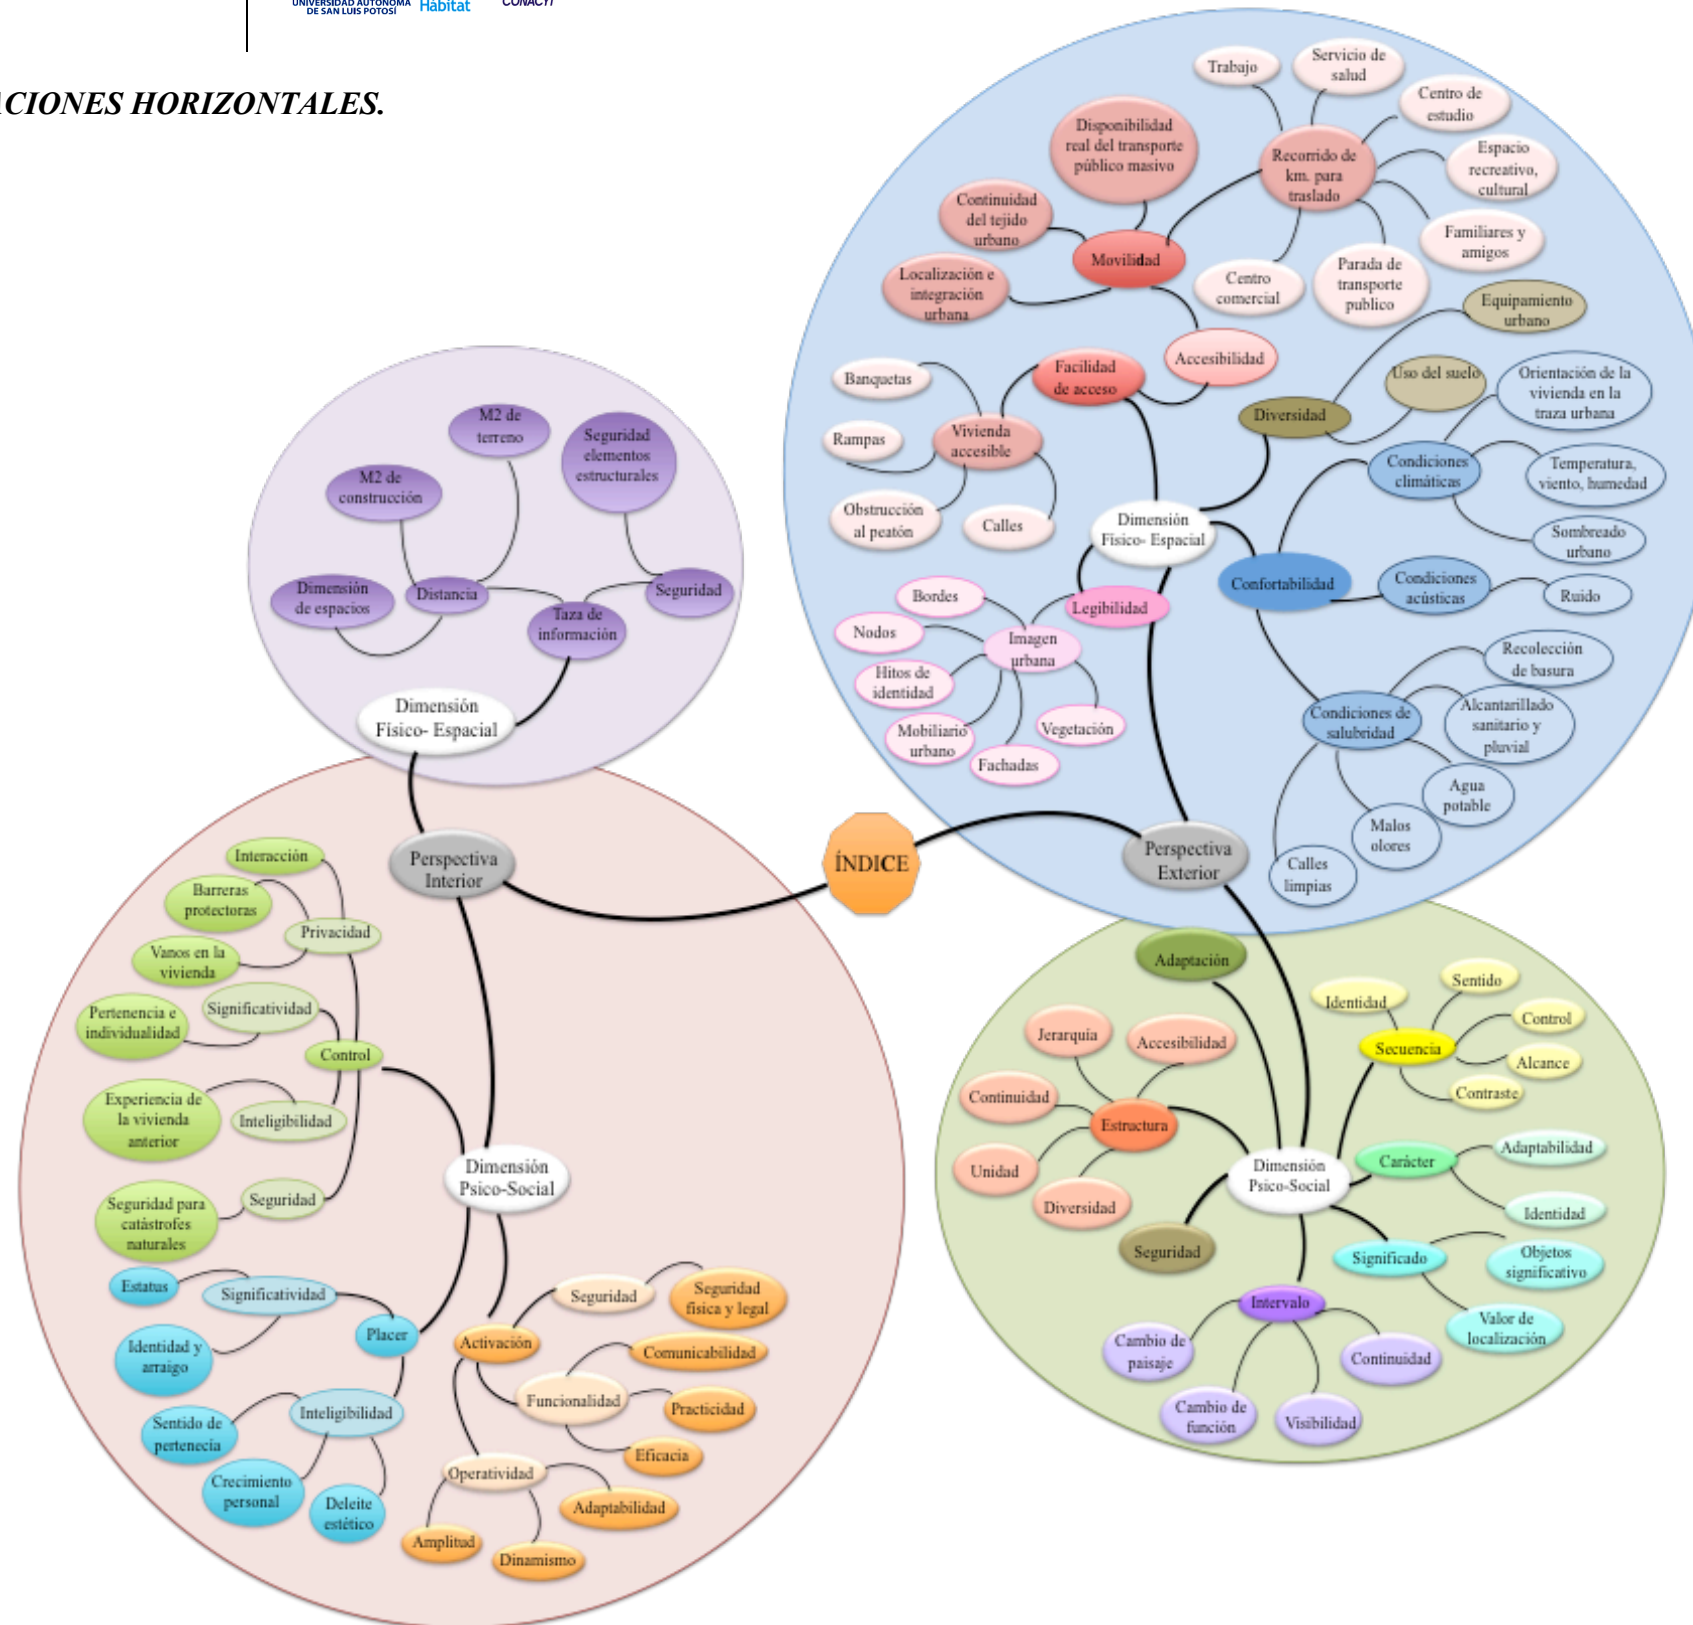 UNIVERSIDAD AUTÓNOMA
DE SAN LUIS POTOSÍ
Hábitat
CONACYT
ACIONES HORIZONTALES.
Trabajo
Servicio de
salud
Centro de
estudio
Disponibilidad
real del transporte
público masivo
Recorrido de
km. para
traslado
Espacio
recreativo,
cultural
Continuidad
del tejido
urbano
Familiares y
amigos
Movilidad
Localización e
integración
urbana
Centro
comercial
Parada de
transporte
publico
Equipamiento
urbano
Accesibilidad
Facilidad
de acceso
Banquetas
Uso del suelo
Orientación de la
vivienda en la
traza urbana
Diversidad
Rampas
Vivienda
accesible
Condiciones
climáticas
Temperatura,
viento, humedad
Obstrucción
al peatón
Calles
Dimensión
Físico- Espacial
Sombreado
urbano
Confortabilidad
Condiciones
acústicas
Ruido
Bordes
Legibilidad
Nodos
Imagen
urbana
Hitos de
identidad
Recolección
de basura
Mobiliario
urbano
Vegetación
Fachadas
Condiciones de
salubridad
Alcantarillado
sanitario y
pluvial
Agua
potable
Malos
olores
Calles
limpias
M2 de
terreno
Seguridad
elementos
estructurales
M2 de
construcción
Dimensión
de espacios
Distancia
Seguridad
Taza de
información
Dimensión
Físico- Espacial
Perspectiva
Interior
ÍNDICE
Perspectiva
Exterior
Interacción
Barreras
protectoras
Privacidad
Vanos en la
vivienda
Significatividad
Pertenencia e
individualidad
Control
Experiencia de
la vivienda
anterior
Inteligibilidad
Seguridad
Seguridad para
catástrofes
naturales
Dimensión
Psico-Social
Estatus
Significatividad
Placer
Identidad y
arraigo
Inteligibilidad
Sentido de
pertenecía
Crecimiento
personal
Deleite
estético
Seguridad
Seguridad
física y legal
Activación
Comunicabilidad
Funcionalidad
Practicidad
Eficacia
Operatividad
Adaptabilidad
Amplitud
Dinamismo
Adaptación
Identidad
Sentido
Control
Secuencia
Alcance
Contraste
Jerarquía
Accesibilidad
Continuidad
Estructura
Unidad
Diversidad
Dimensión
Psico-Social
Carácter
Adaptabilidad
Identidad
Seguridad
Significado
Objetos
significativo
Valor de
localización
Intervalo
Cambio de
paisaje
Continuidad
Cambio de
función
Visibilidad